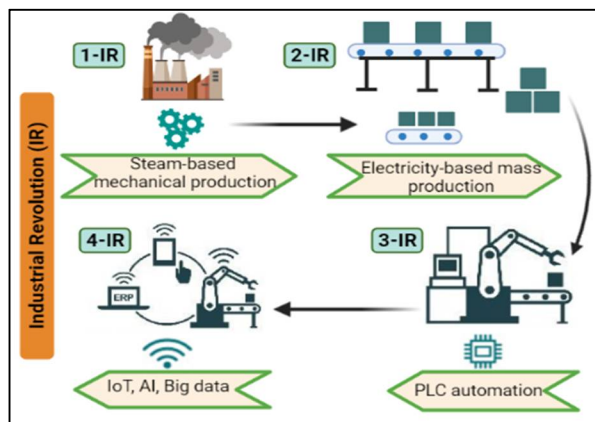 Industrial Revolution (IR)
1-IR
2-IR
Steam-based
mechanical production
Electricity-based mass
production
4-IR
3-IR
ERP
IoT, AI, Big data
PLC automation